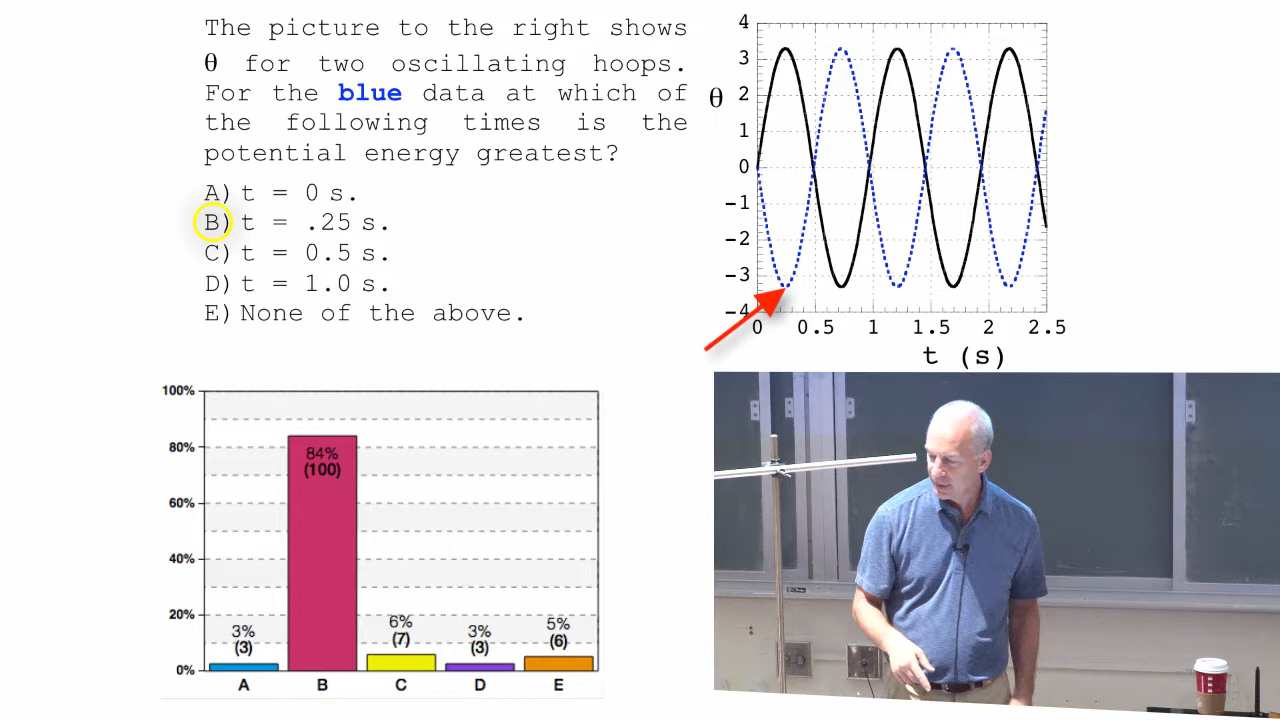 The picture to the right shows
θ for two oscillating hoops.
For the blue data at which of
the following times is the
potential energy greatest?
A) t = 0 s.
B) t = .25 s.
C) t = 0.5 s.
D) t = 1.0 s.
E) None of the above.
4
3
2
1
0
-1
-2
-3
-4
θ
0 0.5 1 1.5 2 2.5
t (s)
100%
80%
60%
40%
20%
0%
3%
(3)
84%
(100)
6%
(7)
3%
(3)
5%
(6)
A B C D E